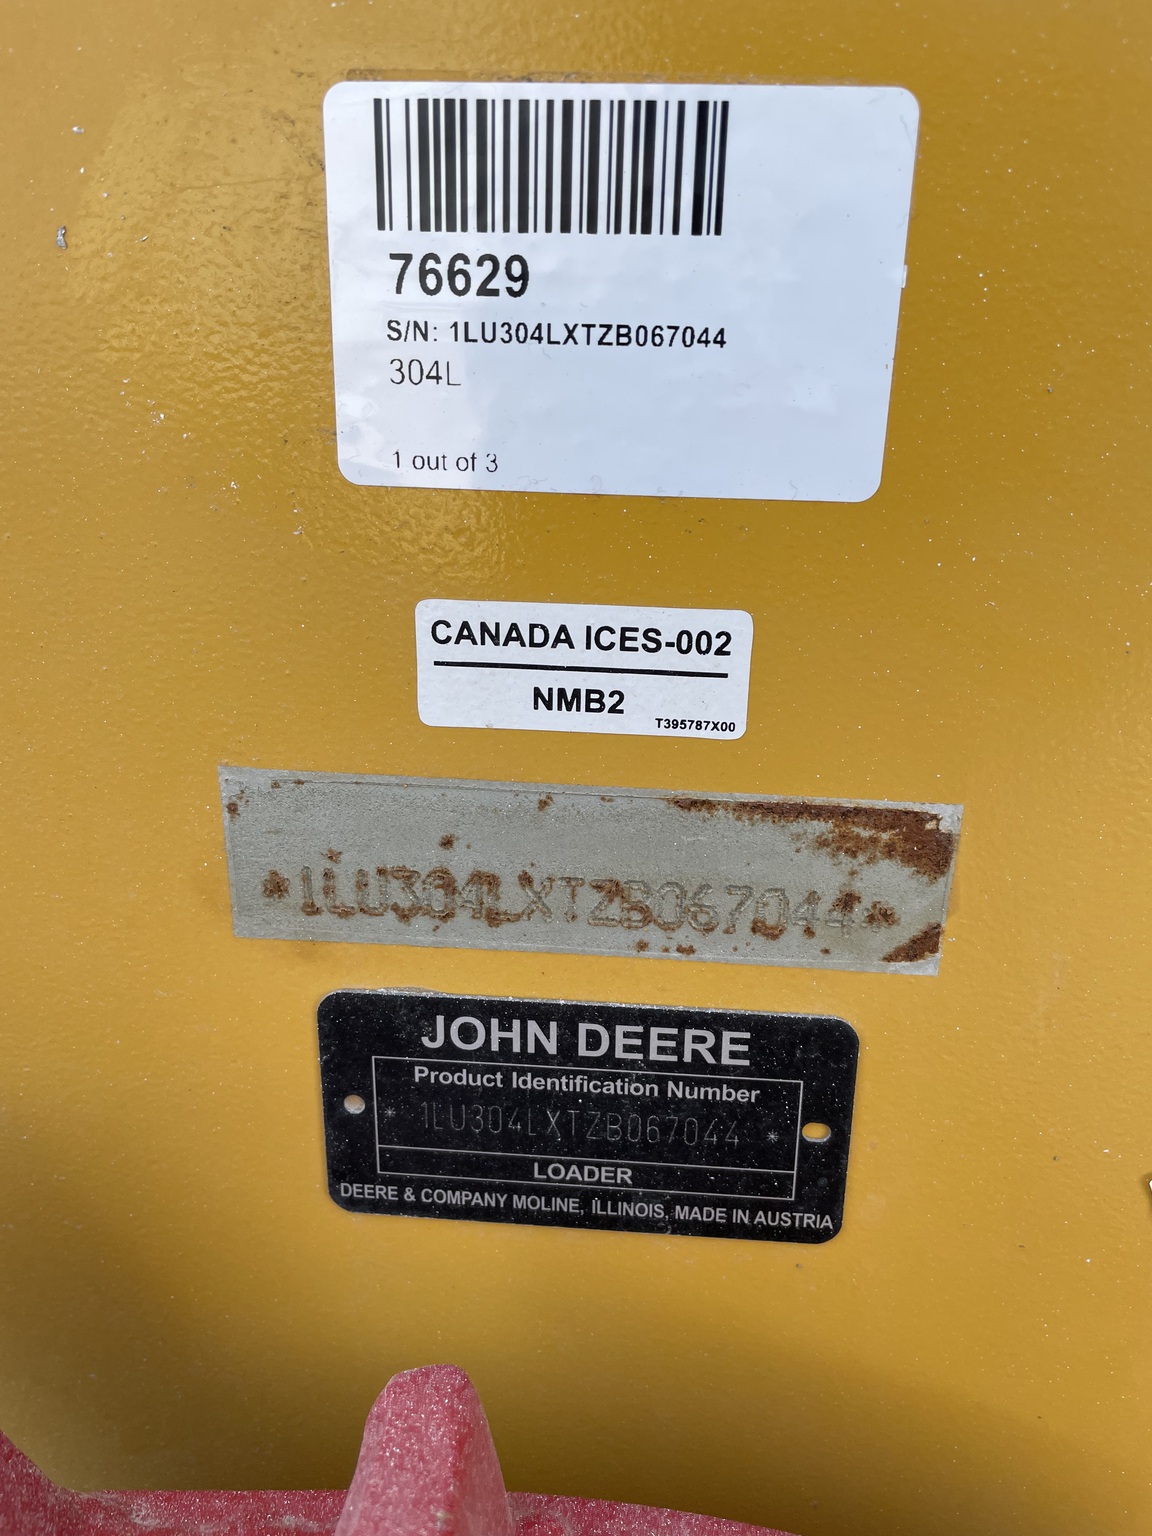 76629
S/N: 1LU304LXTZB067044
304L
1 out of 3
CANADA ICES-002
NMB2
T395787X00
*1LU304LXTZB067044*
JOHN DEERE
Product Identification Number
* 1LU304LXTZB067044 *
LOADER
DEERE & COMPANY MOLINE, ILLINOIS, MADE IN AUSTRIA